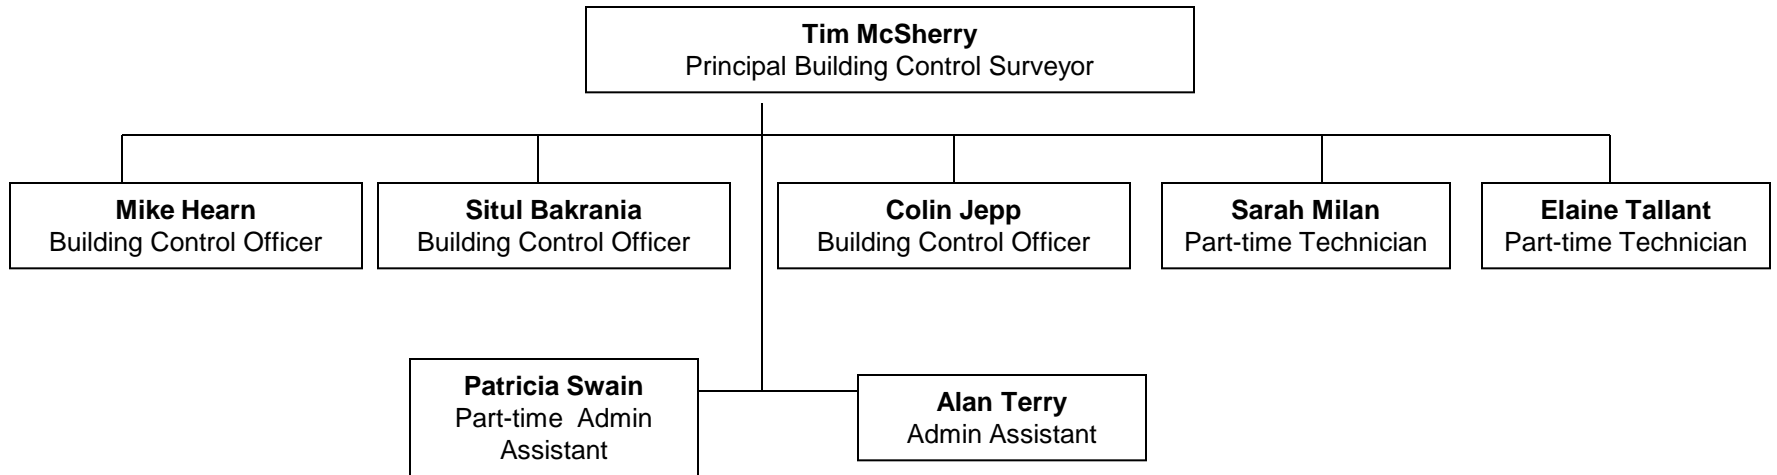 Tim McSherry
Principal Building Control Surveyor
Mike Hearn
Building Control Officer
Situl Bakrania
Building Control Officer
Colin Jepp
Building Control Officer
Sarah Milan
Part-time Technician
Elaine Tallant
Part-time Technician
Patricia Swain
Part-time Admin
Assistant
Alan Terry
Admin Assistant